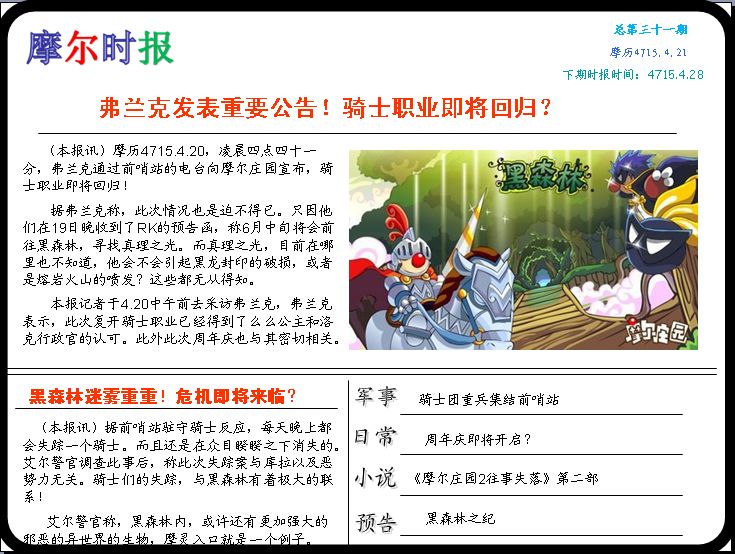 摩尔时报
总第三十一期
摩历4715.4.21
下期时报时间：4715.4.28
弗兰克发表重要公告！骑士职业即将回归？
（本报讯）摩历4715.4.20，凌晨四点四十一
分，弗兰克通过前哨站的电台向摩尔庄园宣布，骑
士职业即将回归！
据弗兰克称，此次情况也是迫不得已。只因他
们在19日晚收到了RK的预告函，称6月中旬将会前
往黑森林，寻找真理之光。而真理之光，目前在哪
里也不知道，他会不会引起黑龙封印的破损，或者
是熔岩火山的喷发？这些都无从得知。
本报记者于4.20中午前去采访弗兰克，弗兰克
表示，此次复开骑士职业已经得到了么么公主和洛
克行政官的认可。此外此次周年庆也与其密切相关。
黑森林
摩尔庄园
黑森林迷雾重重！危机即将来临？
（本报讯）据前哨站驻守骑士反应，每天晚上都
会失踪一个骑士。而且还是在众目睽睽之下消失的。
艾尔警官调查此事后，称此次失踪案与库拉以及恶
势力无关。骑士们的失踪，与黑森林有着极大的联
系！
艾尔警官称，黑森林内，或许还有更加强大的
邪恶的异世界的生物，摩灵入口就是一个例子。
军事 骑士团重兵集结前哨站
日常 周年庆即将开启？
小说 《摩尔庄园2往事失落》第二部
预告 黑森林之纪